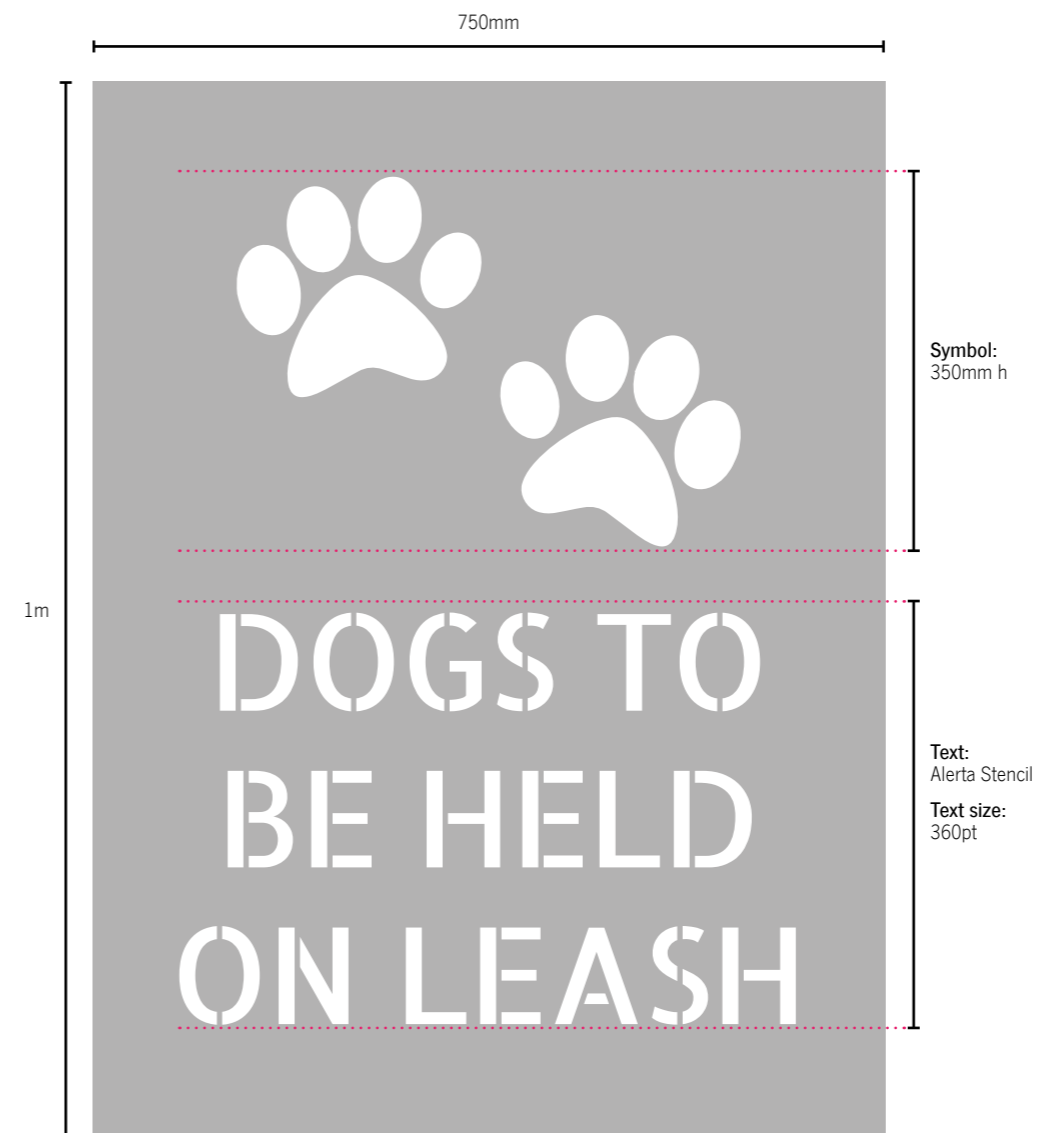 750mm
Symbol:
350mm h
1m
DOGS TO
BE HELD
ON LEASH
Text:
Alerta Stencil
Text size:
360pt